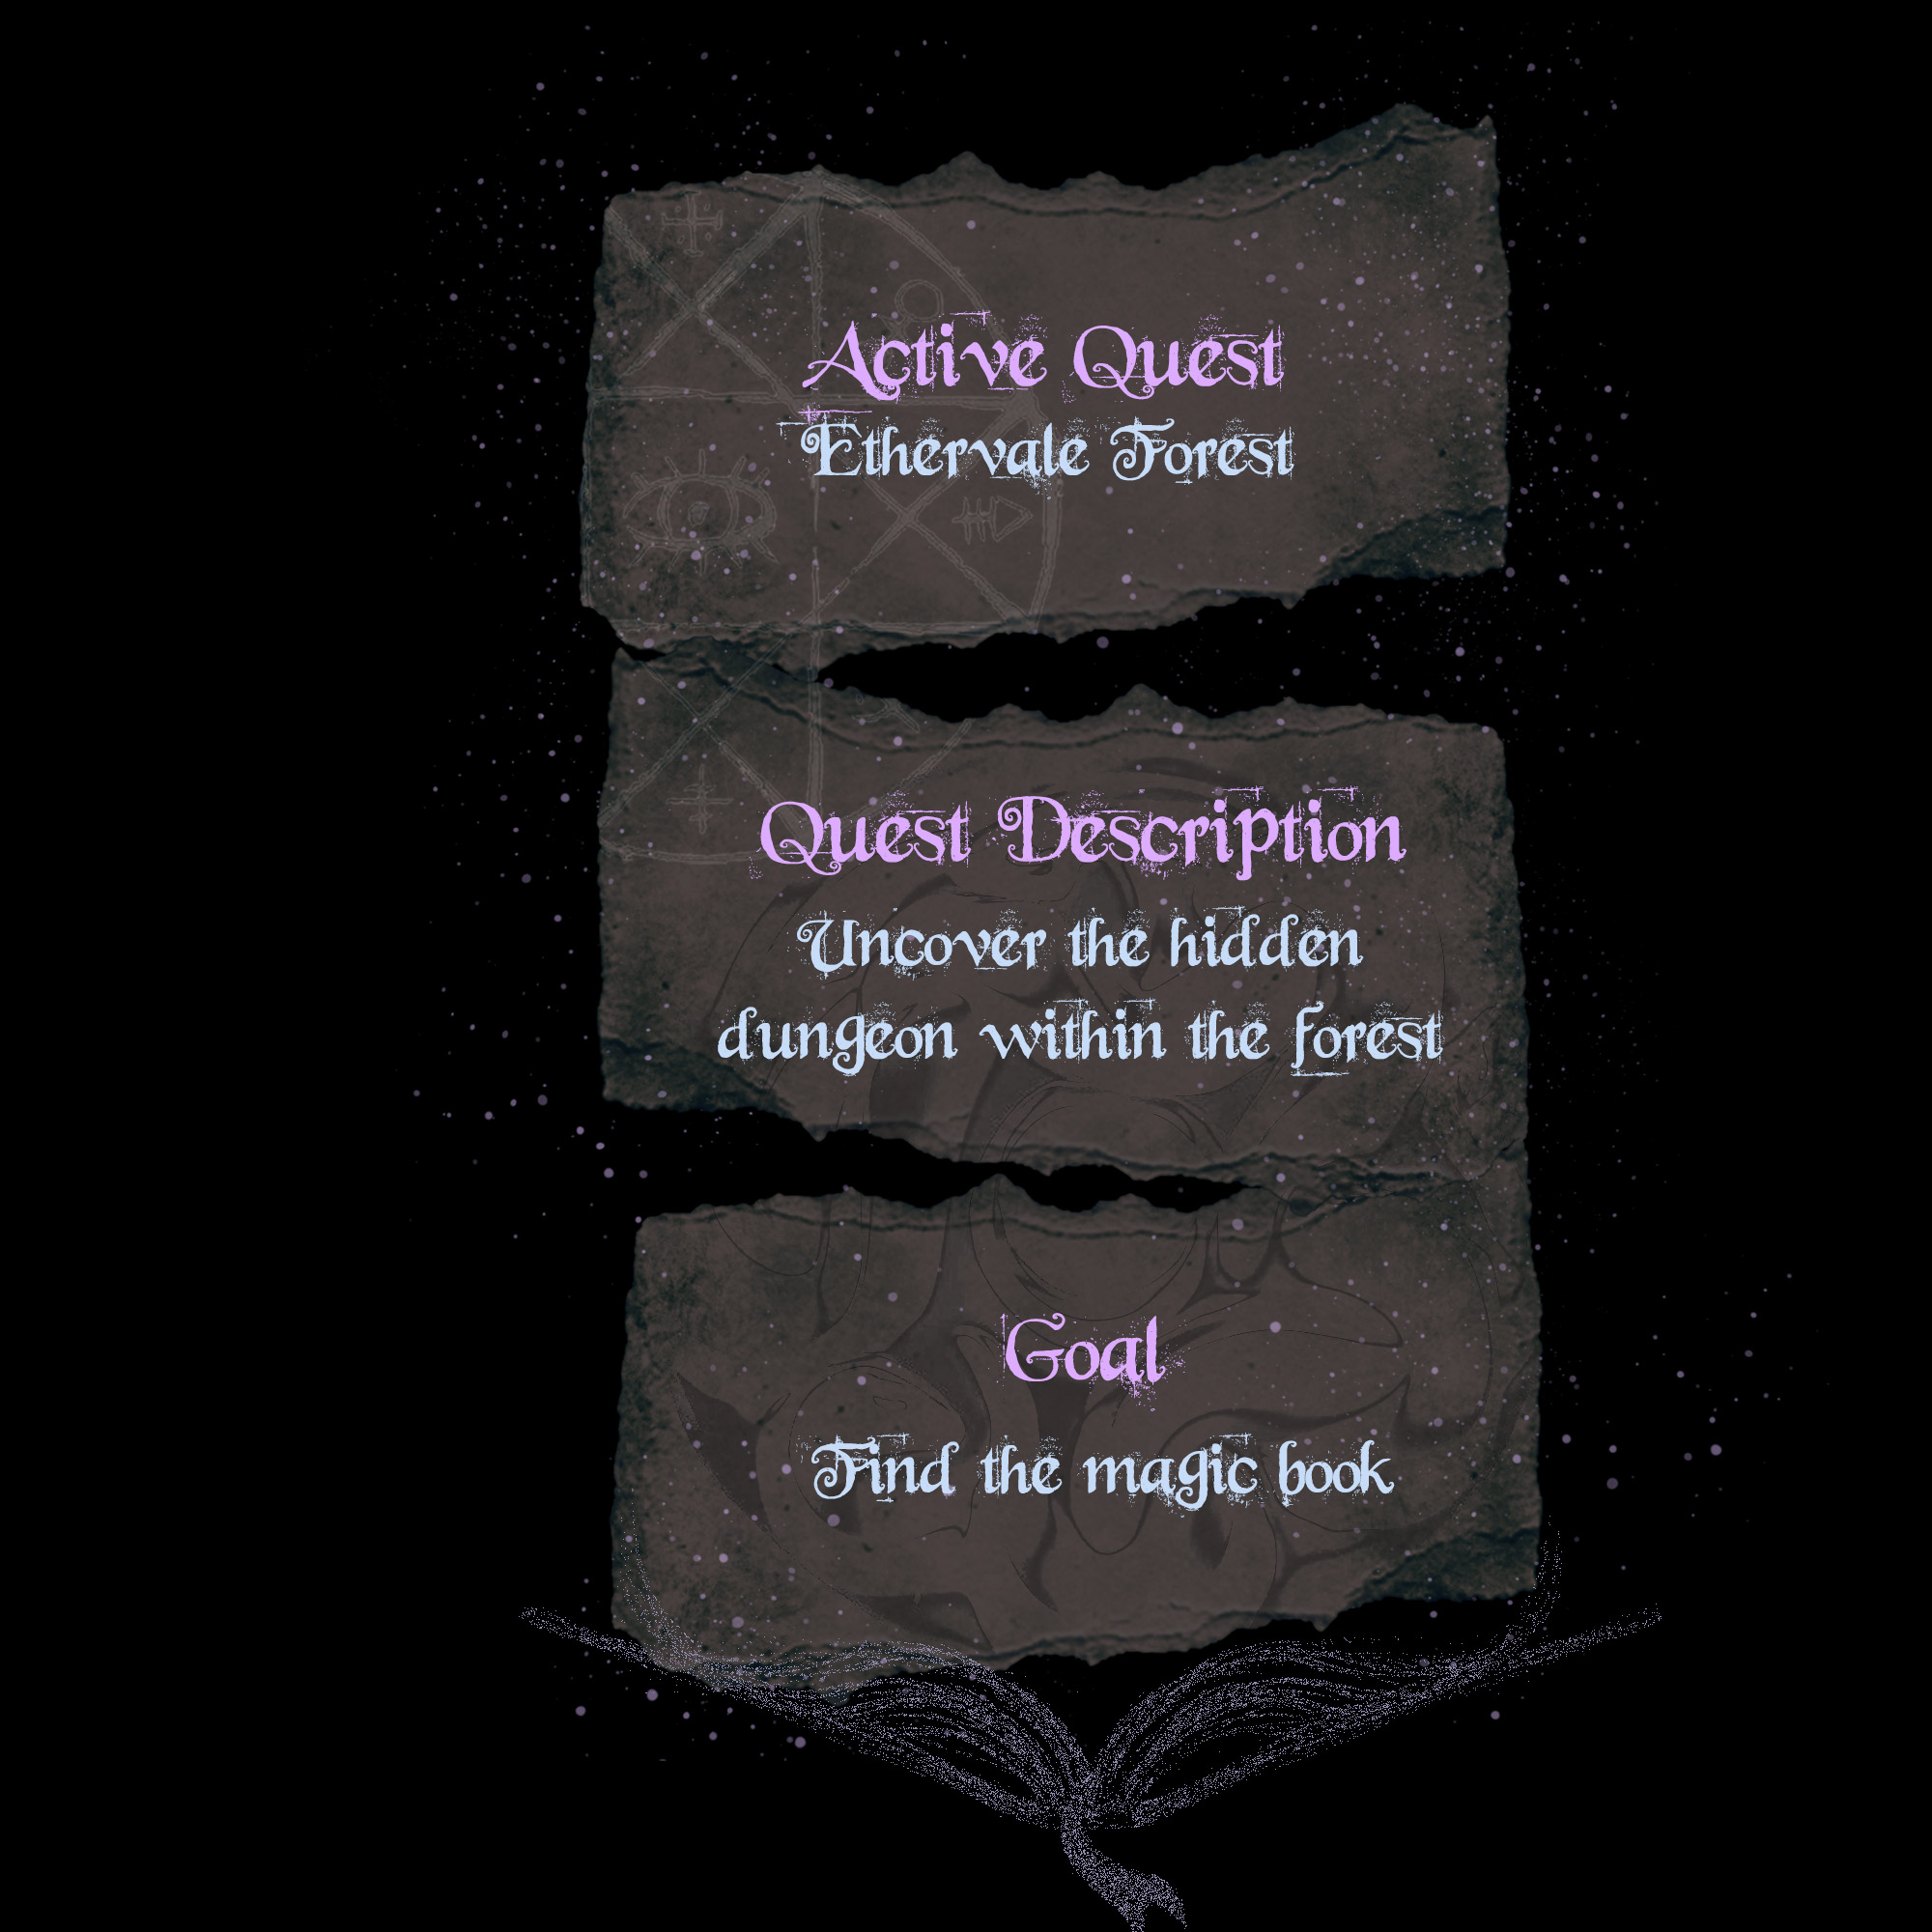 Active Quest
Ethervale Forest
Quest Description
Uncover the hidden
dungeon within the forest
Goal
Find the magic book